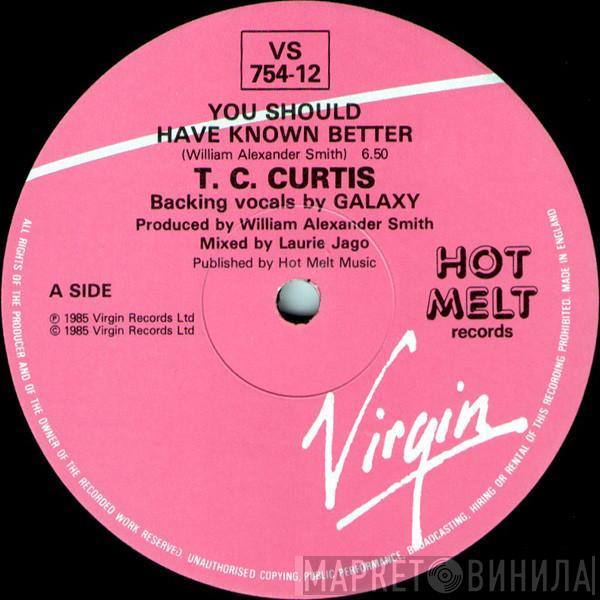 VS
754-12
YOU SHOULD
HAVE KNOWN BETTER
(William Alexander Smith) 6.50
T. C. CURTIS
Backing vocals by GALAXY
Produced by William Alexander Smith
Mixed by Laurie Jago
Published by Hot Melt Music
A SIDE
℗ 1985 Virgin Records Ltd
© 1985 Virgin Records Ltd
HOT
MELT
records
Virgin
ALL RIGHTS OF THE PRODUCER AND OF THE OWNER OF THE RECORDED WORK RESERVED. UNAUTHORISED COPYING, PUBLIC PERFORMANCE, BROADCASTING, HIRING OR RENTAL OF THIS RECORDING PROHIBITED. MADE IN ENGLAND
МАРКЕТ ВИНИЛА